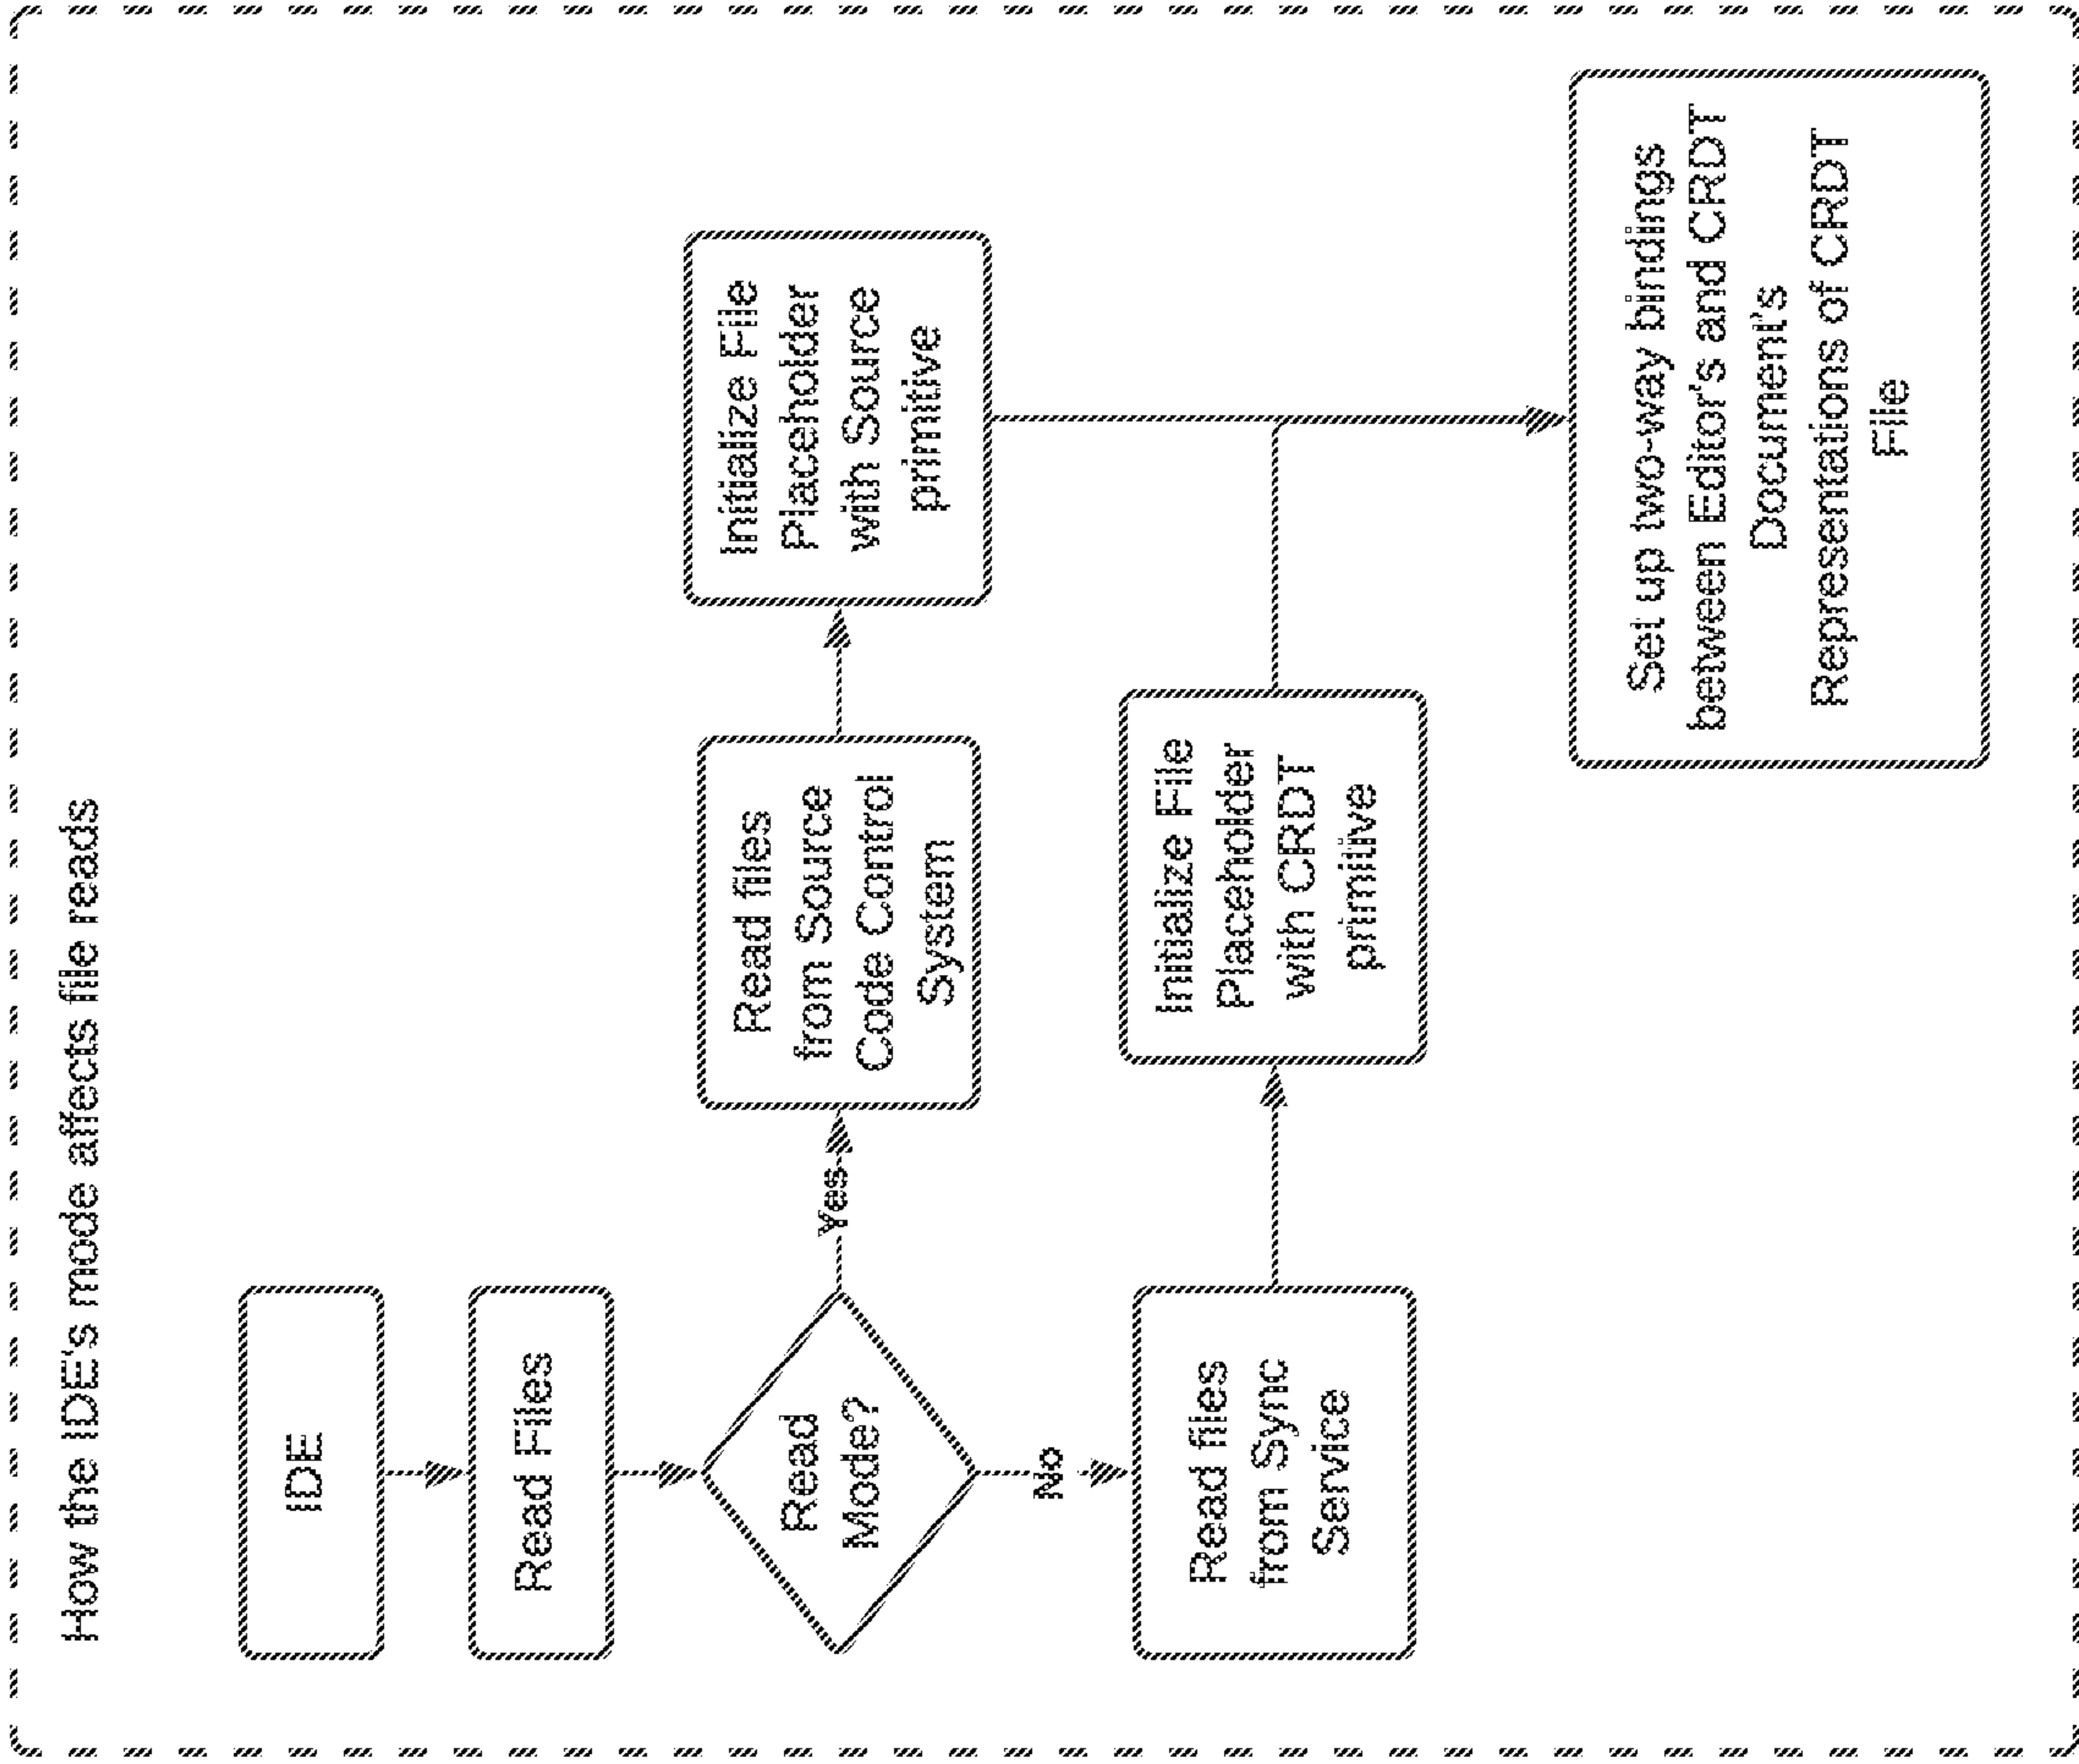 How the IDE's mode affects file reads
IDE
Read Files
Read
Mode?
Yes
Read files
from Source
Code Control
System
Initialize File
Placeholder
with Source
primitive
No
Read files
from Sync
Service
Initialize File
Placeholder
with CRDT
primitive
Set up two-way bindings
between Editor's and CRDT
Document's
Representations of CRDT
File